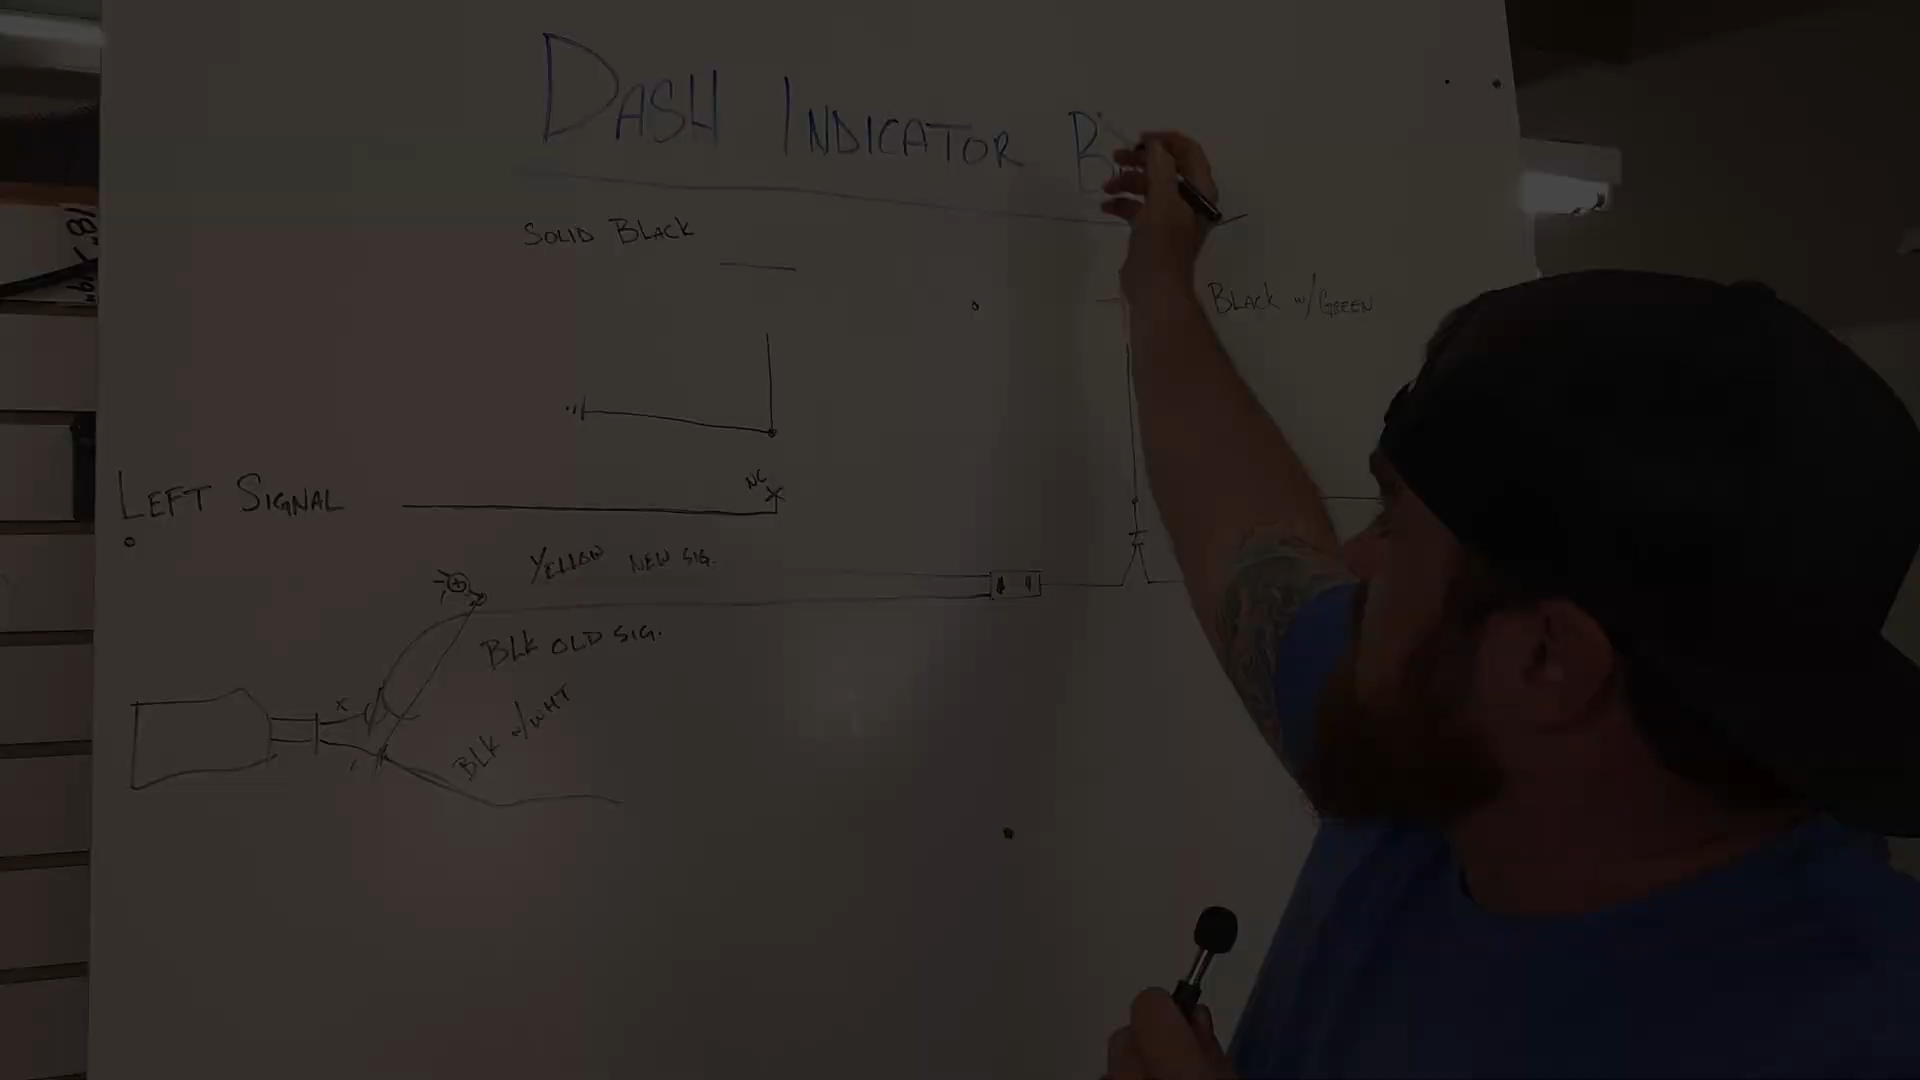 DASH INDICATOR
SOLID BLACK
BLACK w/GREEN
NC
LEFT SIGNAL
YELLOW NEW SIG.
BLK OLD SIG.
BLK w/WHT